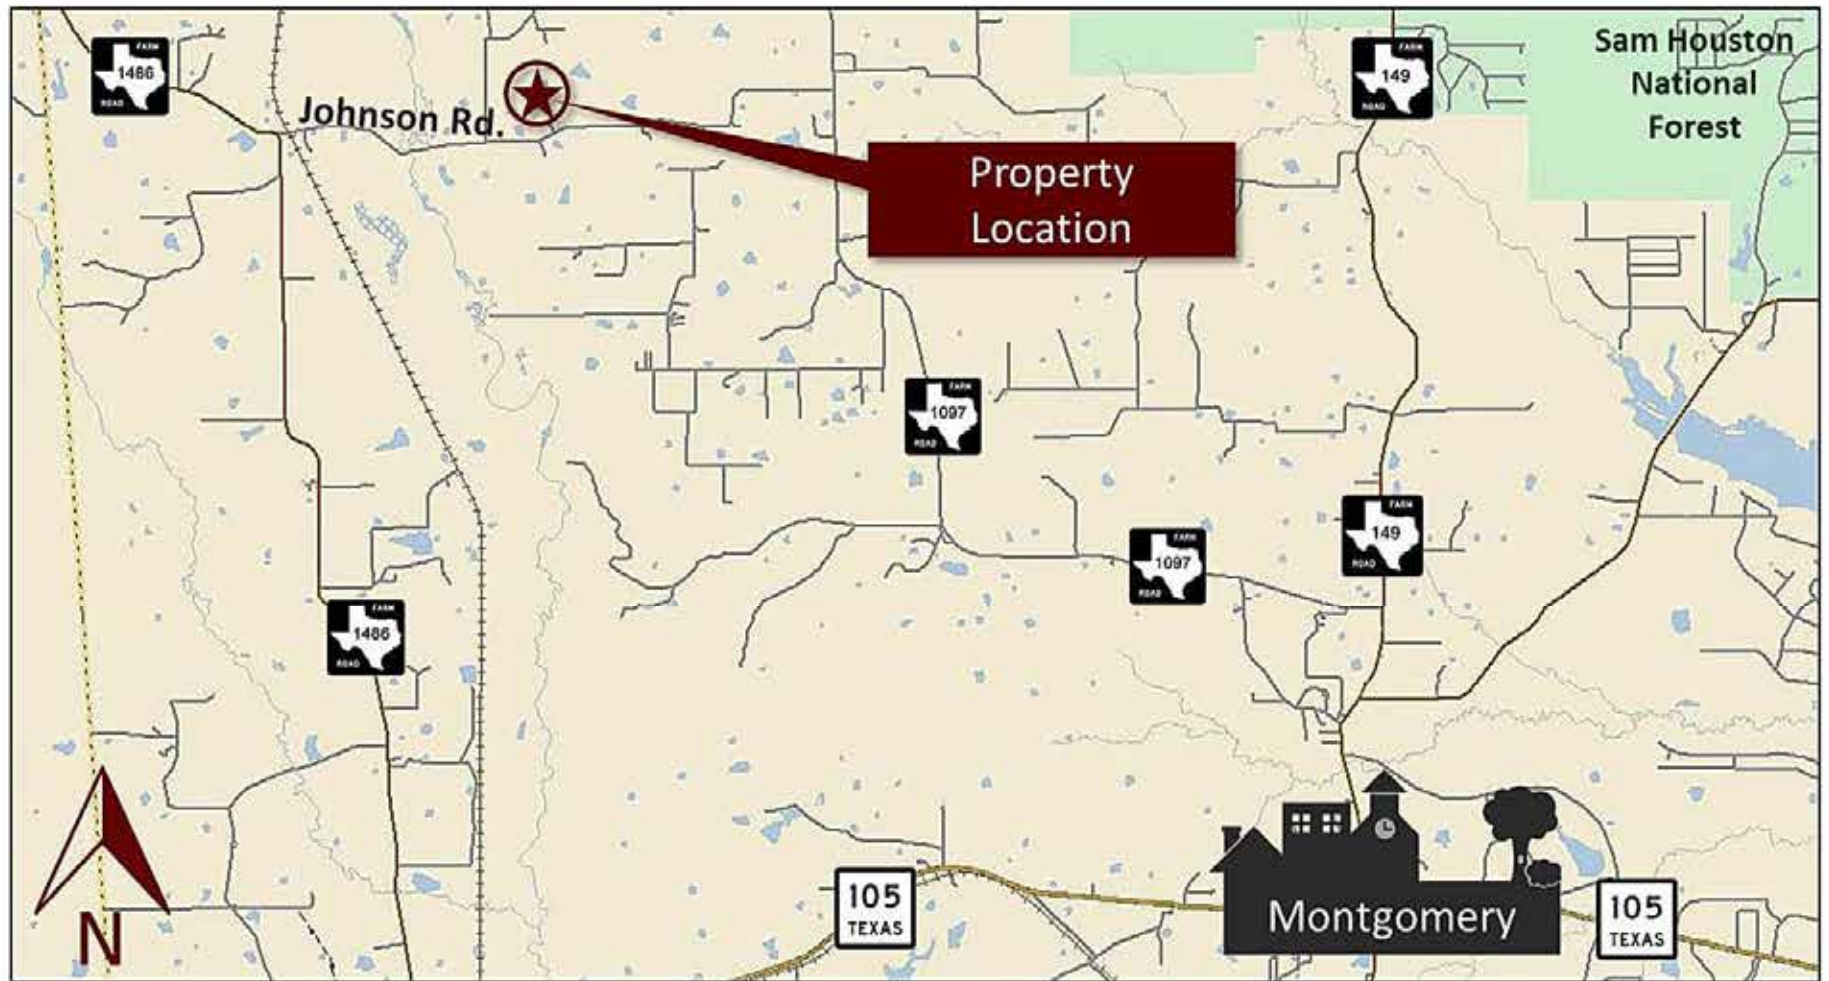 FARM
1486
ROAD
Johnson Rd.
Property
Location
FARM
149
ROAD
Sam Houston
National
Forest
FARM
1097
ROAD
FARM
149
ROAD
FARM
1097
ROAD
FARM
1486
ROAD
N
105
TEXAS
Montgomery
105
TEXAS